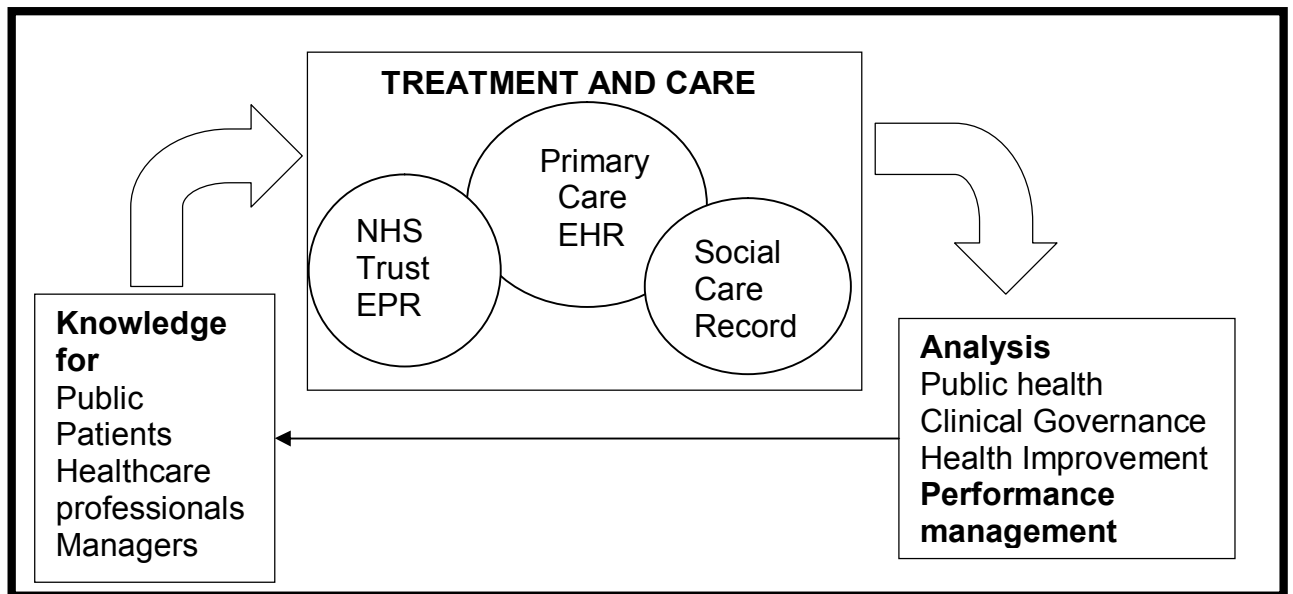 TREATMENT AND CARE
Primary
Care
EHR
NHS
Trust
EPR
Social
Care
Record
Knowledge
for
Public
Patients
Healthcare
professionals
Managers
Analysis
Public health
Clinical Governance
Health Improvement
Performance
management